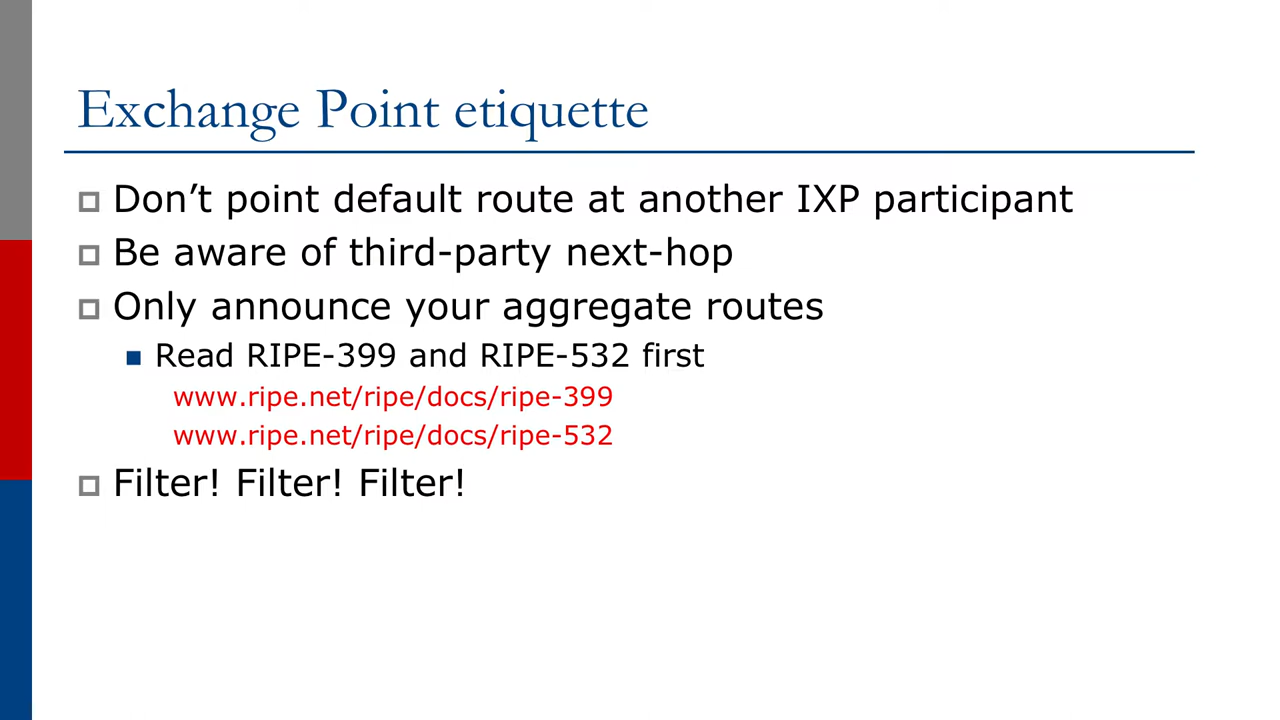 Exchange Point etiquette
Don’t point default route at another IXP participant
Be aware of third-party next-hop
Only announce your aggregate routes
Read RIPE-399 and RIPE-532 first
www.ripe.net/ripe/docs/ripe-399
www.ripe.net/ripe/docs/ripe-532
Filter! Filter! Filter!